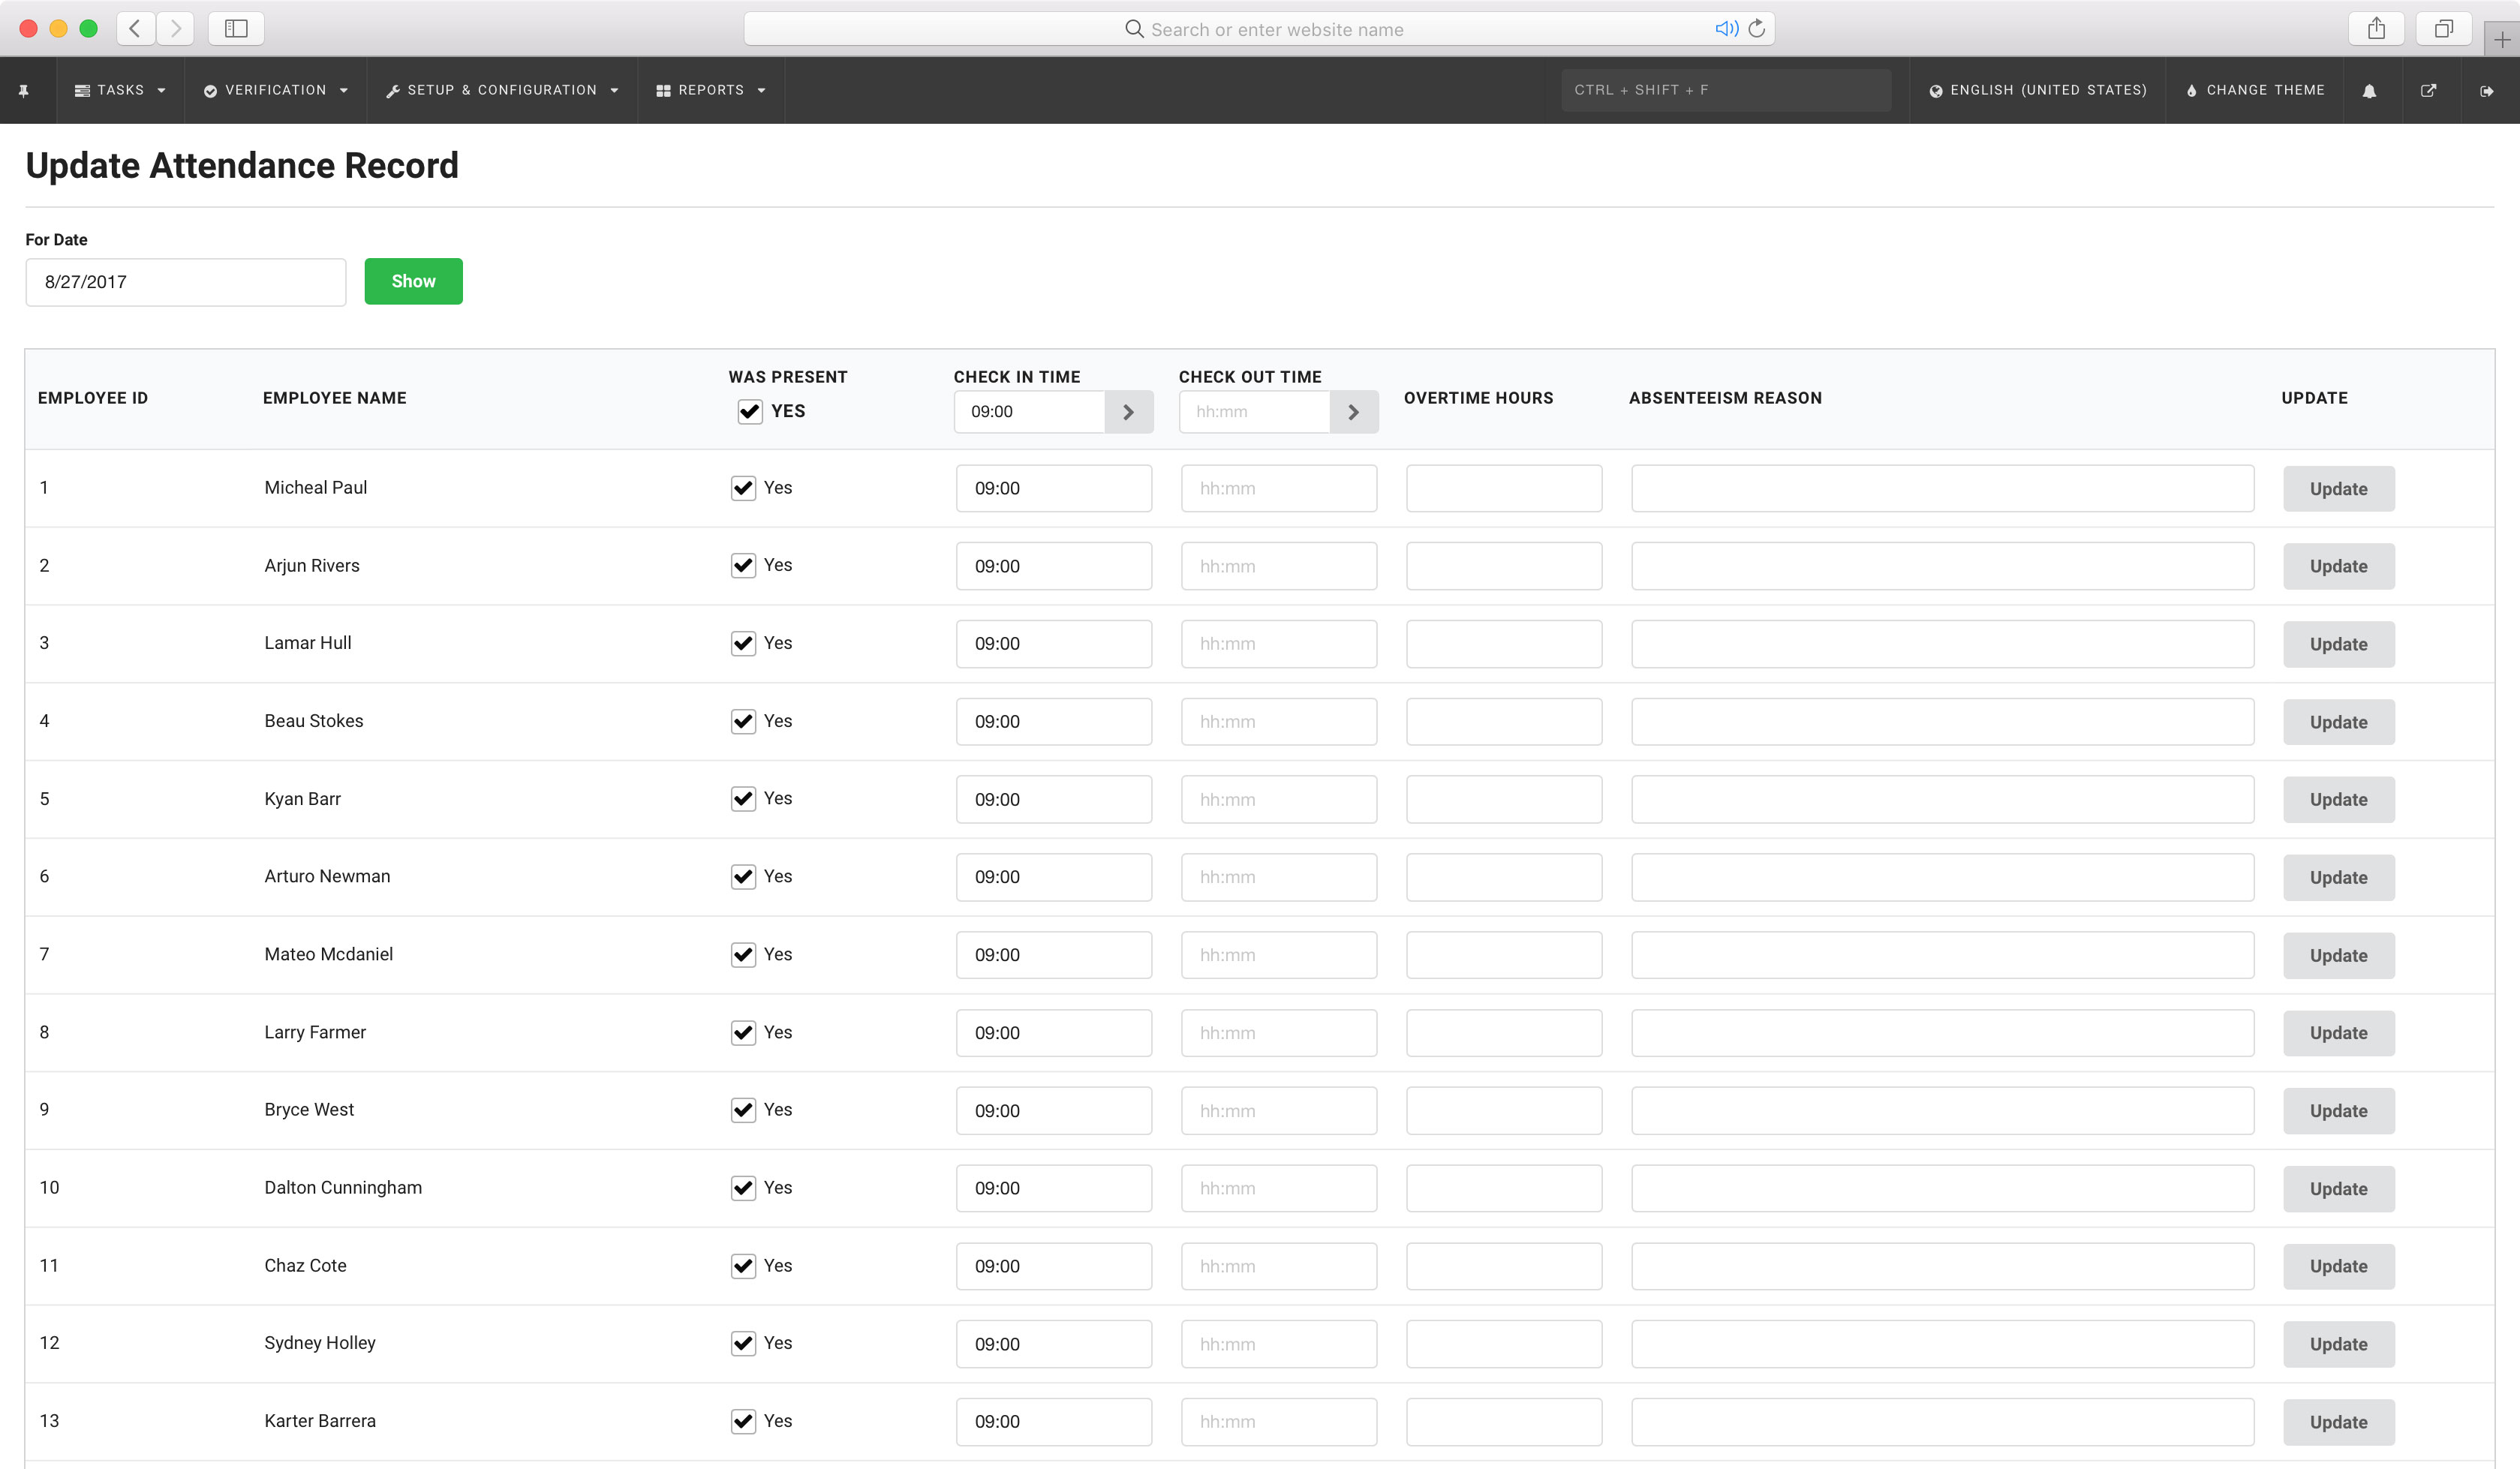 Search or enter website name
TASKS VERIFICATION SETUP & CONFIGURATION REPORTS CTRL + SHIFT + F ENGLISH (UNITED STATES) CHANGE THEME
Update Attendance Record
For Date
8/27/2017 Show
EMPLOYEE ID EMPLOYEE NAME WAS PRESENT CHECK IN TIME CHECK OUT TIME OVERTIME HOURS ABSENTEEISM REASON UPDATE
YES 09:00 hh:mm
1 Micheal Paul Yes 09:00 hh:mm Update
2 Arjun Rivers Yes 09:00 hh:mm Update
3 Lamar Hull Yes 09:00 hh:mm Update
4 Beau Stokes Yes 09:00 hh:mm Update
5 Kyan Barr Yes 09:00 hh:mm Update
6 Arturo Newman Yes 09:00 hh:mm Update
7 Mateo Mcdaniel Yes 09:00 hh:mm Update
8 Larry Farmer Yes 09:00 hh:mm Update
9 Bryce West Yes 09:00 hh:mm Update
10 Dalton Cunningham Yes 09:00 hh:mm Update
11 Chaz Cote Yes 09:00 hh:mm Update
12 Sydney Holley Yes 09:00 hh:mm Update
13 Karter Barrera Yes 09:00 hh:mm Update